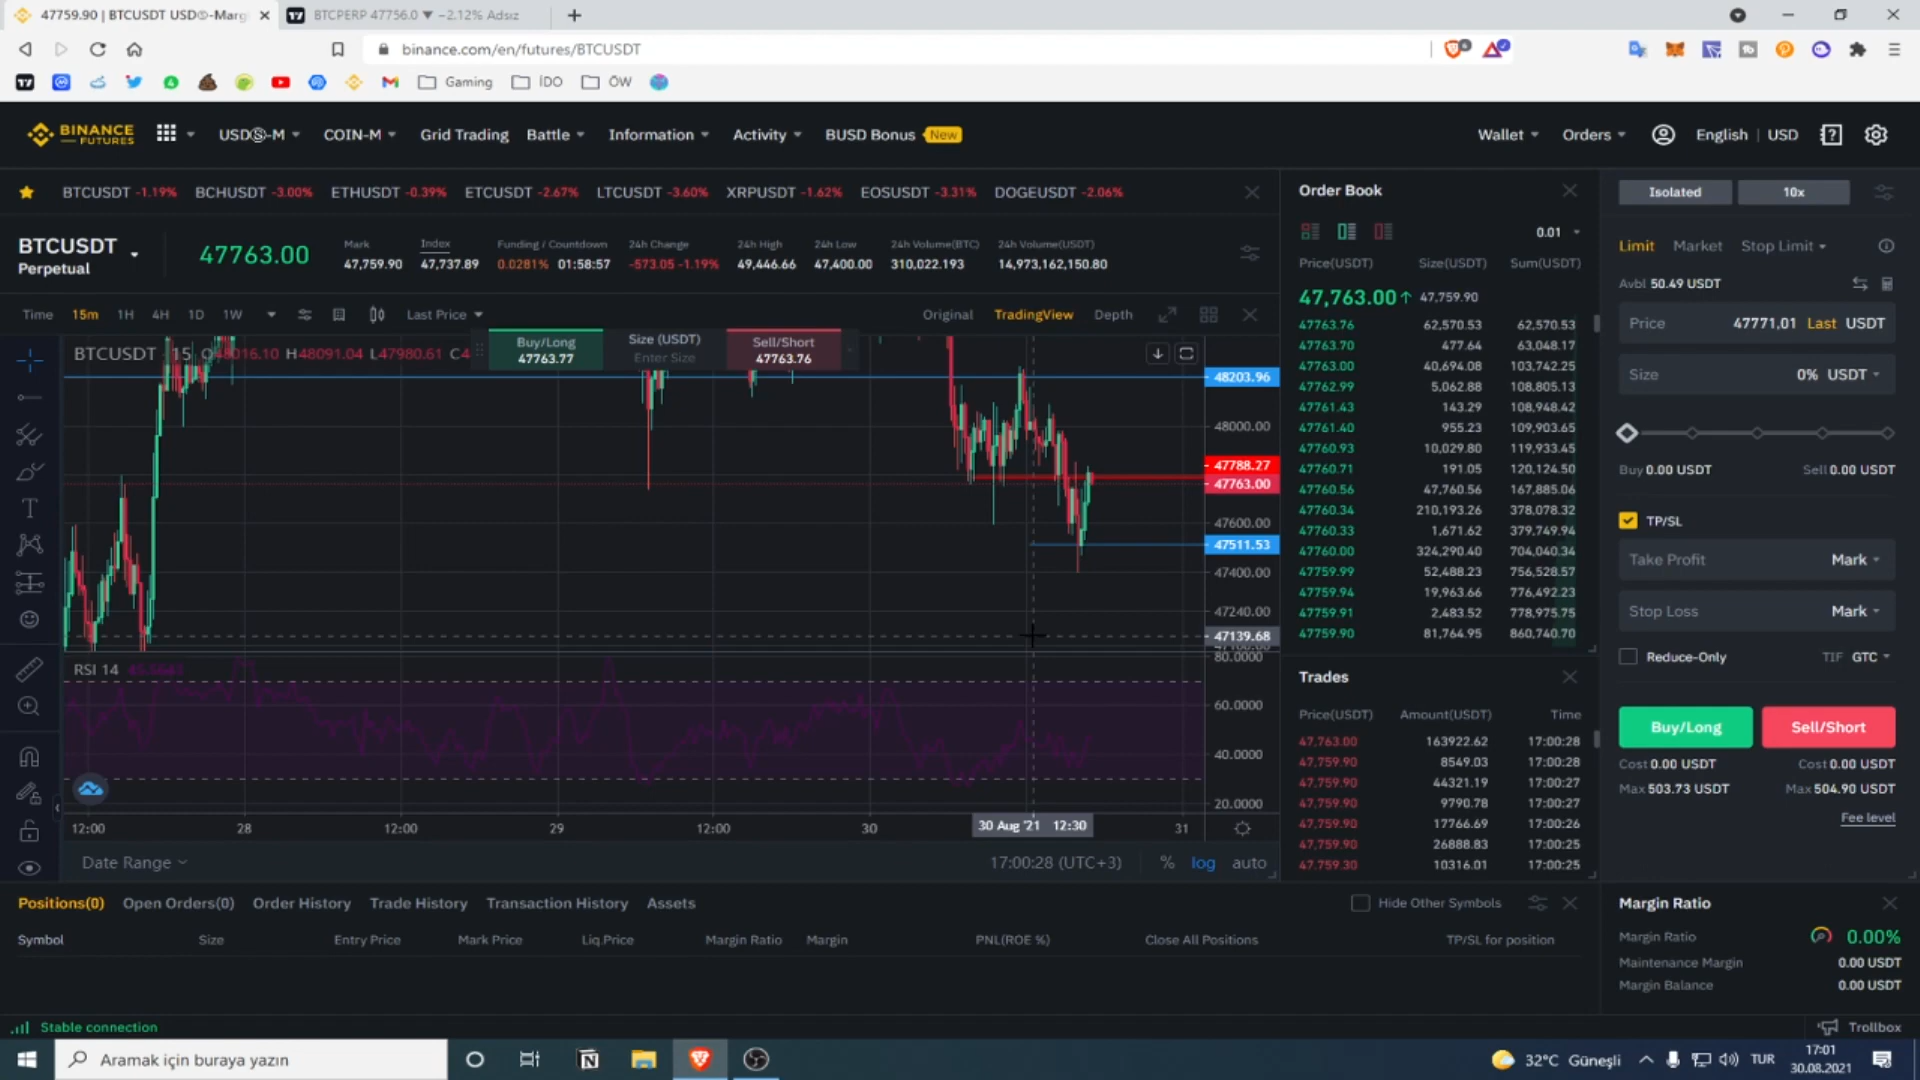 47759.90 | BTCUSDT USDⓈ-Marg
BTCPERP 47756.0 ▼ −2.12% Adsız
binance.com/en/futures/BTCUSDT
Gaming
İDO
ÖW
BINANCE FUTURES
USDⓈ-M
COIN-M
Grid Trading
Battle
Information
Activity
BUSD Bonus New
Wallet
Orders
English | USD
BTCUSDT -1.19% BCHUSDT -3.00% ETHUSDT -0.39% ETCUSDT -2.67% LTCUSDT -3.60% XRPUSDT -1.62% EOSUSDT -3.31% DOGEUSDT -2.06%
BTCUSDT
Perpetual
47763.00
Mark
47,759.90
Index
47,737.89
Funding / Countdown
0.0281% 01:58:57
24h Change
-573.05 -1.19%
24h High
49,446.66
24h Low
47,400.00
24h Volume(BTC)
310,022.193
24h Volume(USDT)
14,973,162,150.80
Time 15m 1H 4H 1D 1W Last Price Original TradingView Depth
BTCUSDT 15 O48016.10 H48091.04 L47980.61 C4
Buy/Long
47763.77
Size (USDT)
Enter Size
Sell/Short
47763.76
48203.96
48000.00
47788.27
47763.00
47600.00
47511.53
47400.00
47240.00
47139.68
RSI 14
80.0000
60.0000
40.0000
20.0000
12:00 28 12:00 29 12:00 30 30 Aug '21 12:30 31
Date Range 17:00:28 (UTC+3) % log auto
Order Book
0.01
Price(USDT) Size(USDT) Sum(USDT)
47,763.00↑ 47,759.90
47763.76 62,570.53 62,570.53
47763.70 477.64 63,048.17
47763.00 40,694.08 103,742.25
47762.99 5,062.88 108,805.13
47761.43 143.29 108,948.42
47761.40 955.23 109,903.65
47760.93 10,029.80 119,933.45
47760.71 191.05 120,124.50
47760.56 47,760.56 167,885.06
47760.34 210,193.26 378,078.32
47760.33 1,671.62 379,749.94
47760.00 324,290.40 704,040.34
47759.99 52,488.23 756,528.57
47759.94 19,963.66 776,492.23
47759.91 2,483.52 778,975.75
47759.90 81,764.95 860,740.70
Trades
Price(USDT) Amount(USDT) Time
47,763.00 163922.62 17:00:28
47,759.90 8549.03 17:00:28
47,759.90 44321.19 17:00:27
47,759.90 9790.78 17:00:27
47,759.90 17766.69 17:00:26
47,759.90 26888.83 17:00:25
47,759.30 10316.01 17:00:25
Isolated 10x
Limit Market Stop Limit
Avbl 50.49 USDT
Price 47771,01 Last USDT
Size 0% USDT
Buy 0.00 USDT Sell 0.00 USDT
TP/SL
Take Profit Mark
Stop Loss Mark
Reduce-Only TIF GTC
Buy/Long Sell/Short
Cost 0.00 USDT Cost 0.00 USDT
Max 503.73 USDT Max 504.90 USDT
Fee level
Positions(0) Open Orders(0) Order History Trade History Transaction History Assets Hide Other Symbols
Symbol Size Entry Price Mark Price Liq.Price Margin Ratio Margin PNL(ROE %) Close All Positions TP/SL for position
Margin Ratio
Margin Ratio 0.00%
Maintenance Margin 0.00 USDT
Margin Balance 0.00 USDT
Stable connection
Trollbox
Aramak için buraya yazın
32°C Güneşli
TUR
17:01
30.08.2021